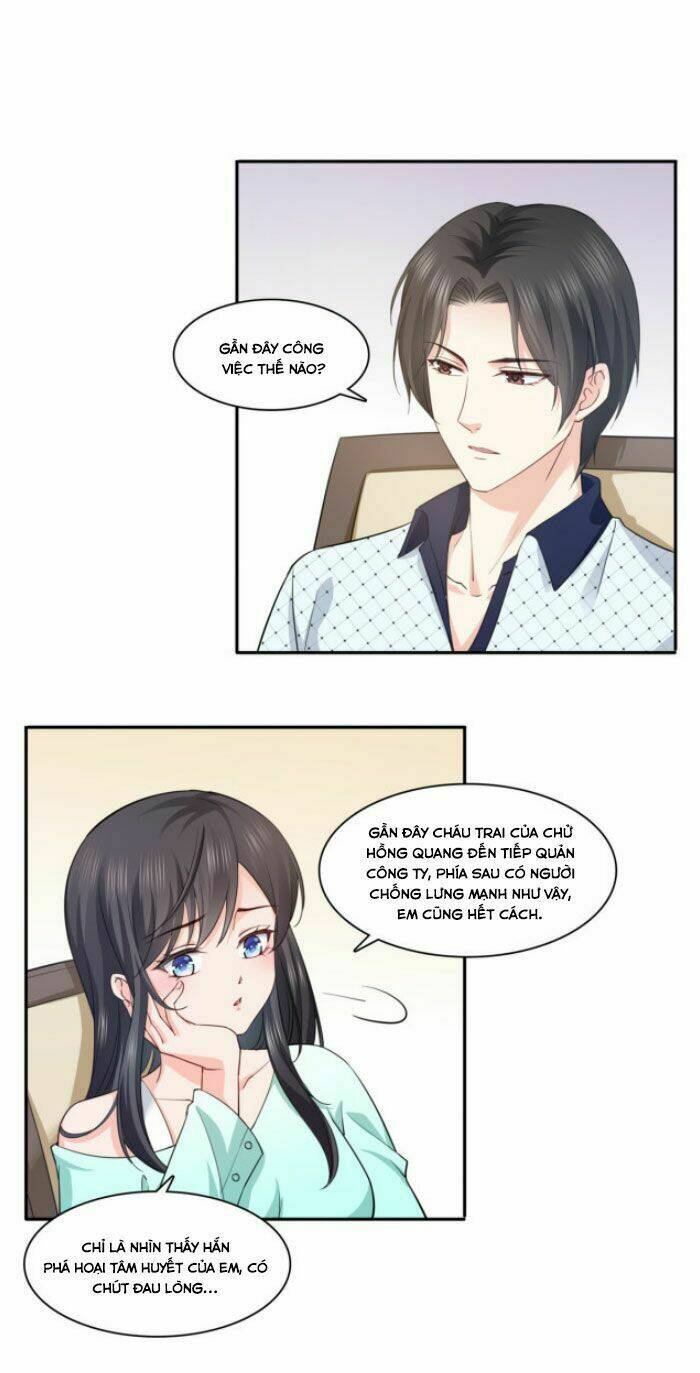 GẦN ĐÂY CÔNG
VIỆC THẾ NÀO?
GẦN ĐÂY CHÁU TRAI CỦA CHỬ
HỒNG QUANG ĐẾN TIẾP QUẢN
CÔNG TY, PHÍA SAU CÓ NGƯỜI
CHỐNG LƯNG MẠNH NHƯ VẬY,
EM CŨNG HẾT CÁCH.
CHỈ LÀ NHÌN THẤY HẮN
PHÁ HOẠI TÂM HUYẾT CỦA EM, CÓ
CHÚT ĐAU LÒNG...